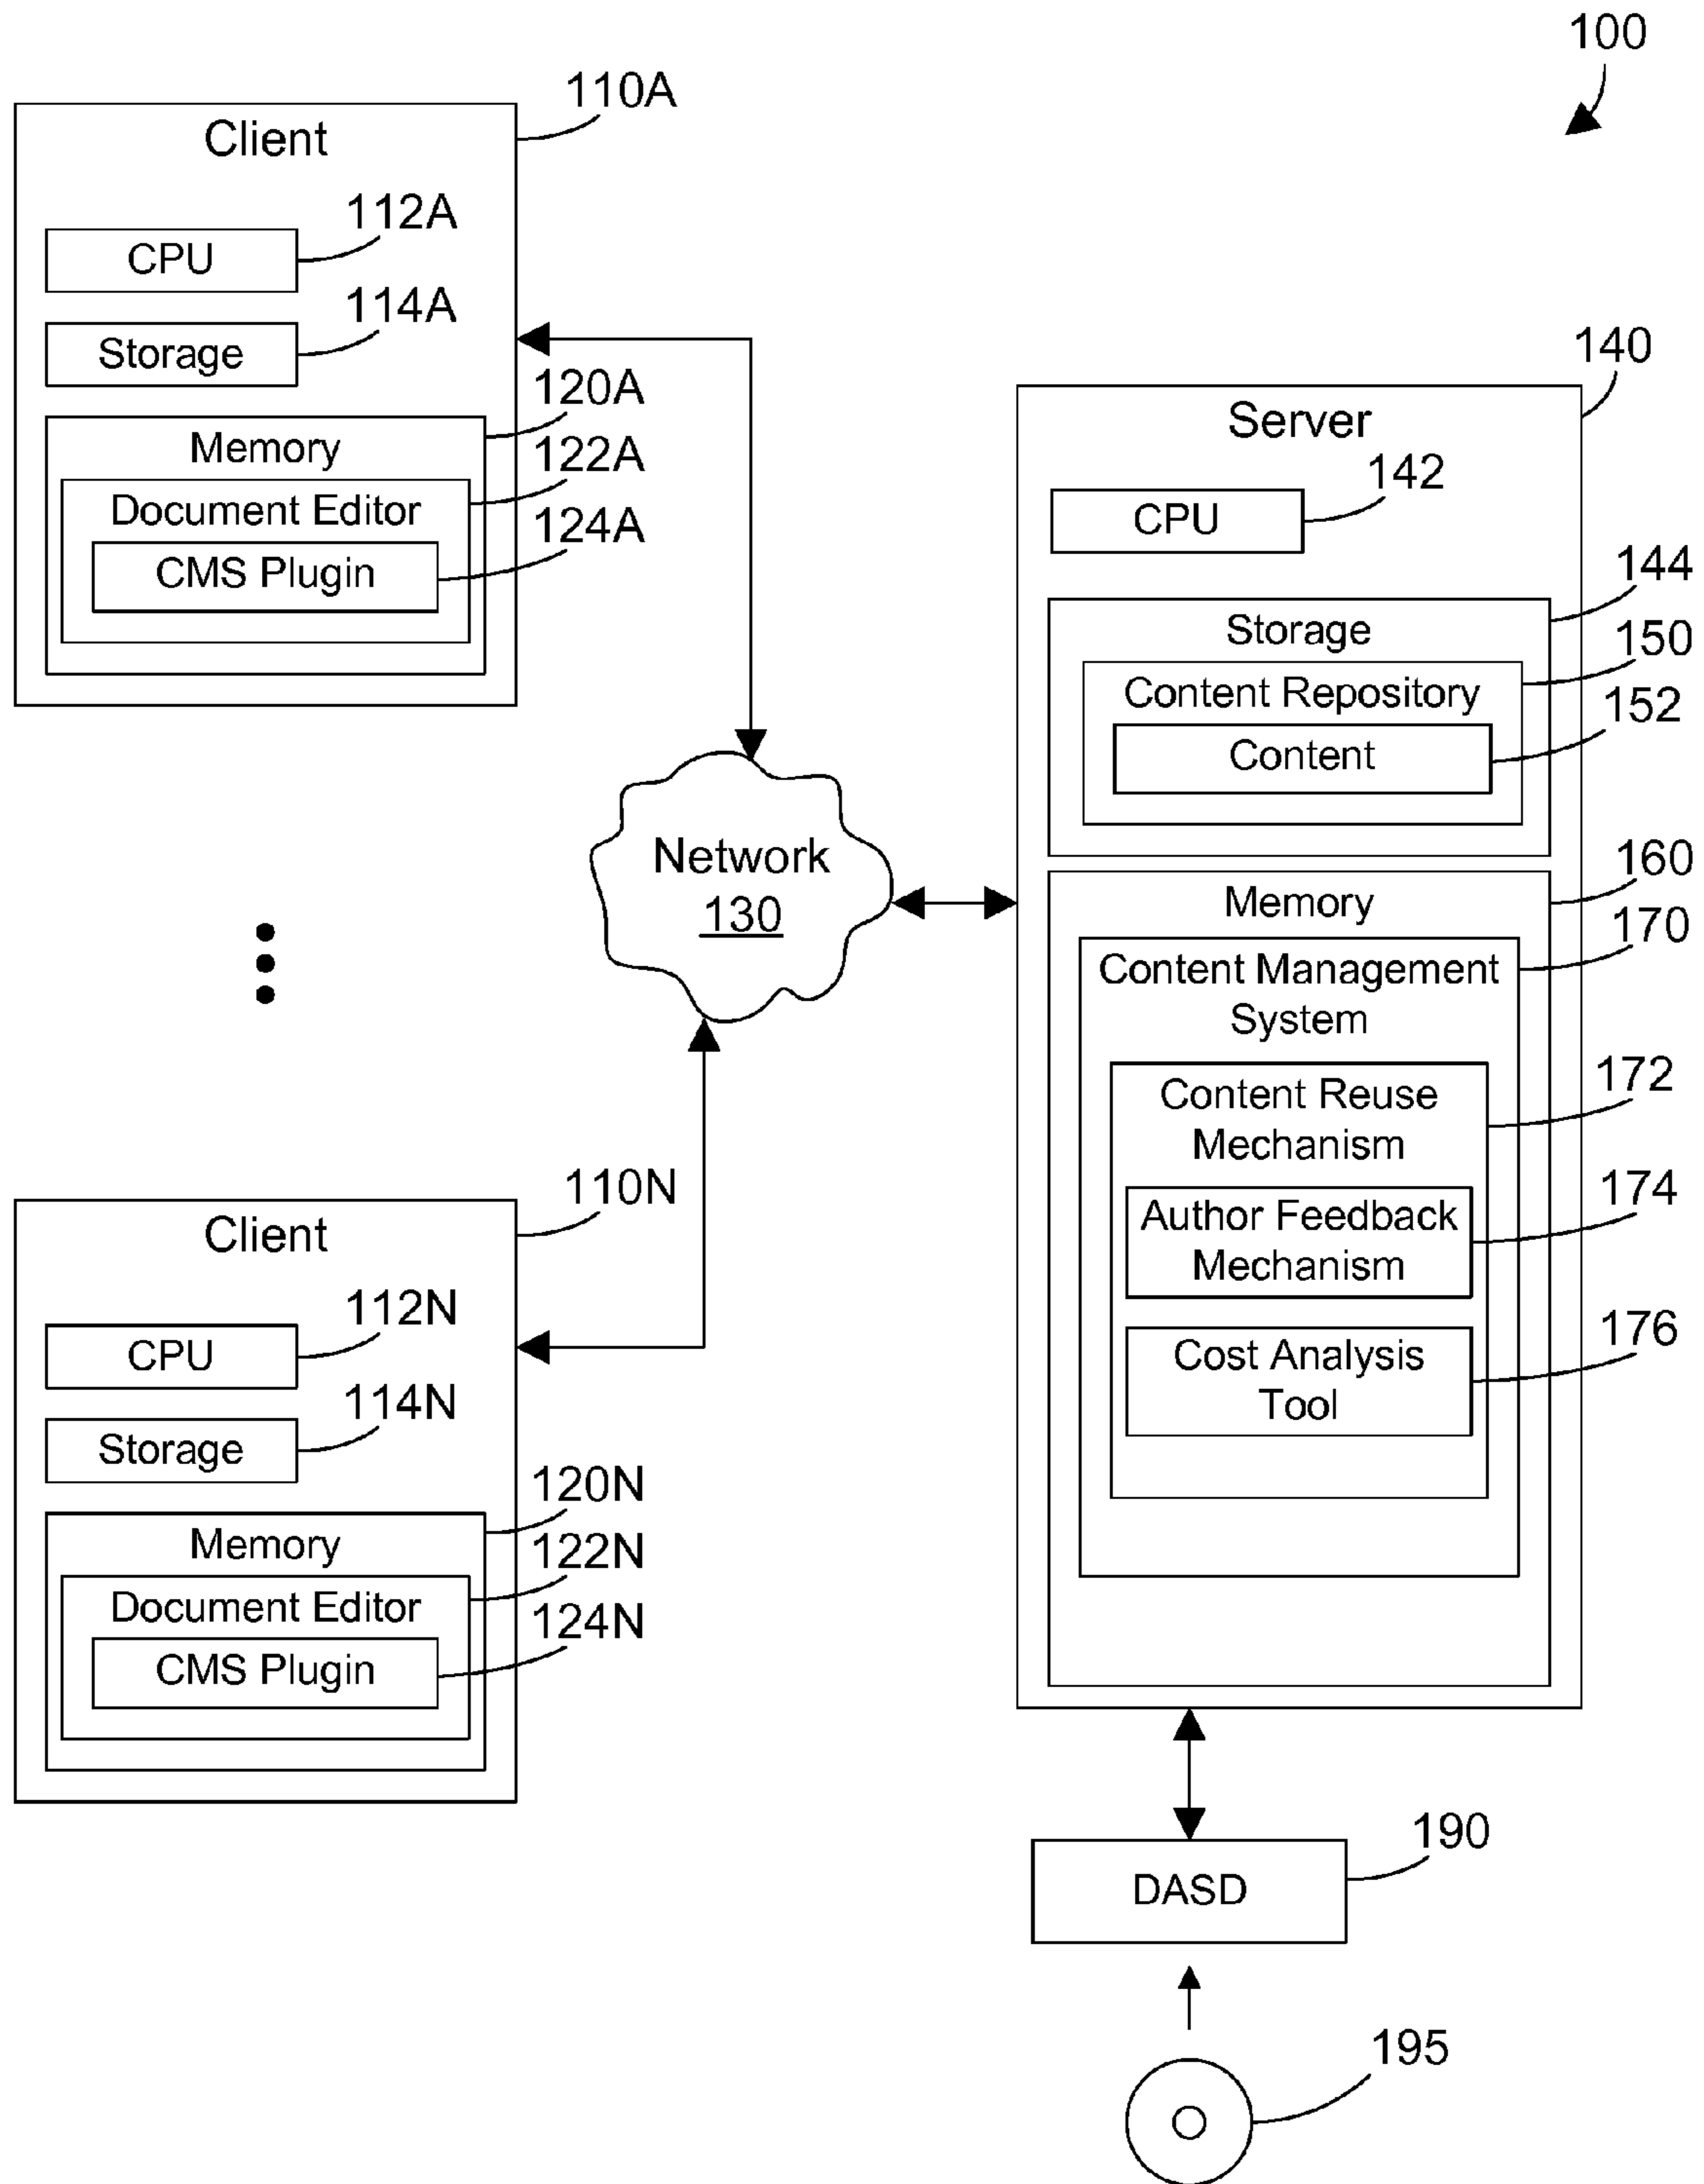 100
110A
Client
112A
CPU
114A
Storage
120A
Memory
122A
Document Editor
124A
CMS Plugin
Network
130
110N
Client
112N
CPU
114N
Storage
120N
Memory
122N
Document Editor
124N
CMS Plugin
140
Server
142
CPU
144
Storage
150
Content Repository
152
Content
160
Memory
170
Content Management
System
172
Content Reuse
Mechanism
174
Author Feedback
Mechanism
176
Cost Analysis
Tool
190
DASD
195